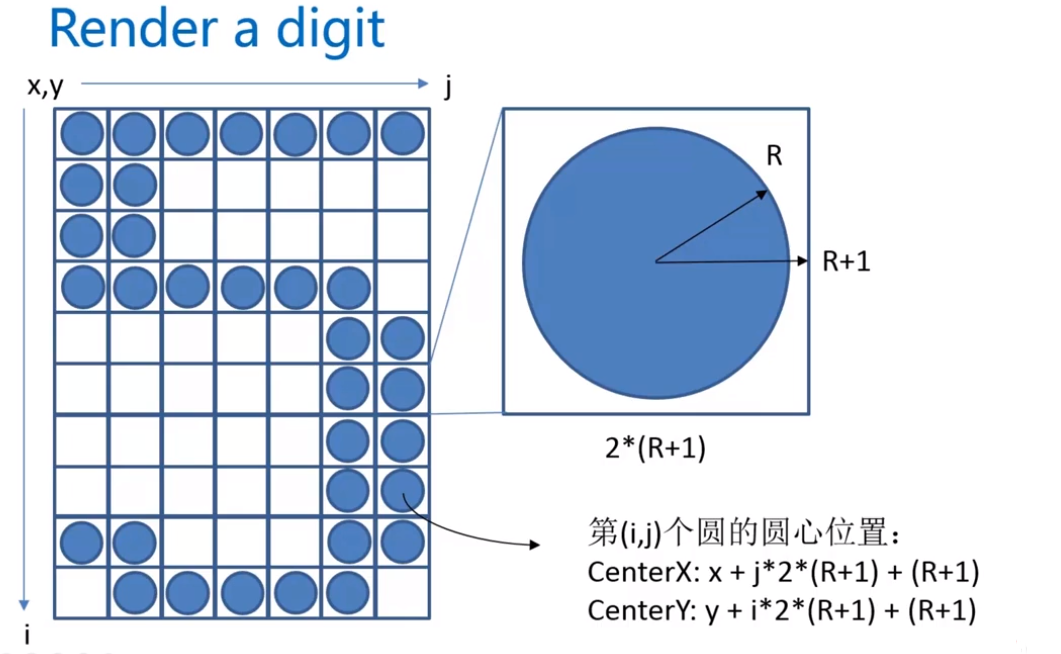 Render a digit
x,y
j
R
R+1
2*(R+1)
第(i,j)个圆的圆心位置：
CenterX: x + j*2*(R+1) + (R+1)
CenterY: y + i*2*(R+1) + (R+1)
i